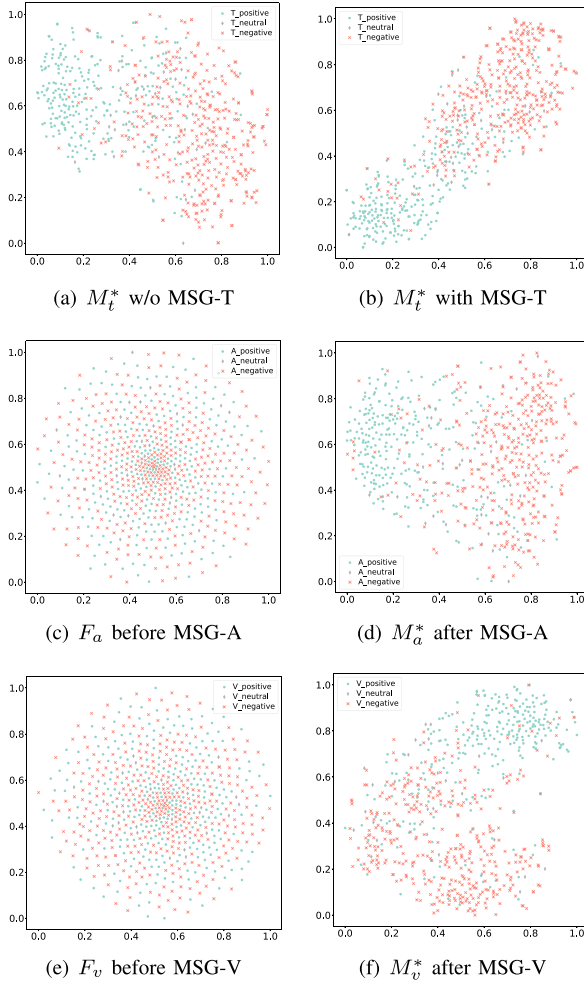 T_positive
T_neutral
T_negative
1.0
0.8
0.6
0.4
0.2
0.0
0.0 0.2 0.4 0.6 0.8 1.0
(a) M_t^* w/o MSG-T
T_positive
T_neutral
T_negative
1.0
0.8
0.6
0.4
0.2
0.0
0.0 0.2 0.4 0.6 0.8 1.0
(b) M_t^* with MSG-T
A_positive
A_neutral
A_negative
1.0
0.8
0.6
0.4
0.2
0.0
0.0 0.2 0.4 0.6 0.8 1.0
(c) F_a before MSG-A
1.0
0.8
0.6
0.4
0.2
0.0
A_positive
A_neutral
A_negative
0.0 0.2 0.4 0.6 0.8 1.0
(d) M_a^* after MSG-A
V_positive
V_neutral
V_negative
1.0
0.8
0.6
0.4
0.2
0.0
0.0 0.2 0.4 0.6 0.8 1.0
(e) F_v before MSG-V
V_positive
V_neutral
V_negative
1.0
0.8
0.6
0.4
0.2
0.0
0.0 0.2 0.4 0.6 0.8 1.0
(f) M_v^* after MSG-V